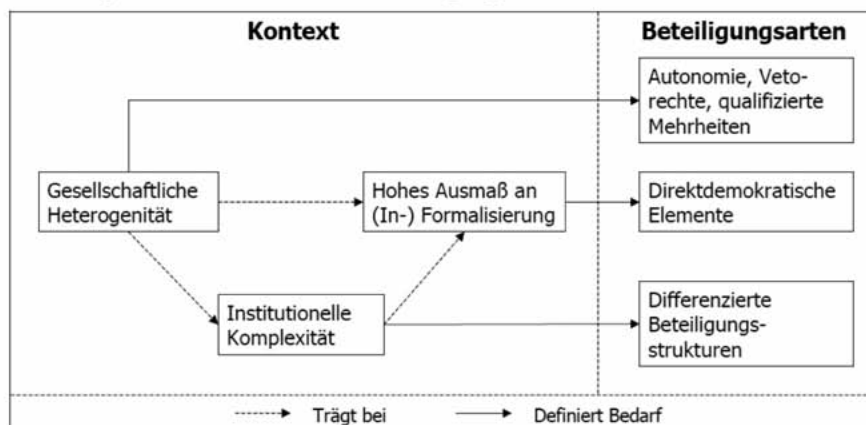 Kontext
Beteiligungsarten
Autonomie, Veto-
rechte, qualifizierte
Mehrheiten
Gesellschaftliche
Heterogenität
Hohes Ausmaß an
(In-) Formalisierung
Direktdemokratische
Elemente
Institutionelle
Komplexität
Differenzierte
Beteiligungs-
strukturen
Trägt bei
Definiert Bedarf